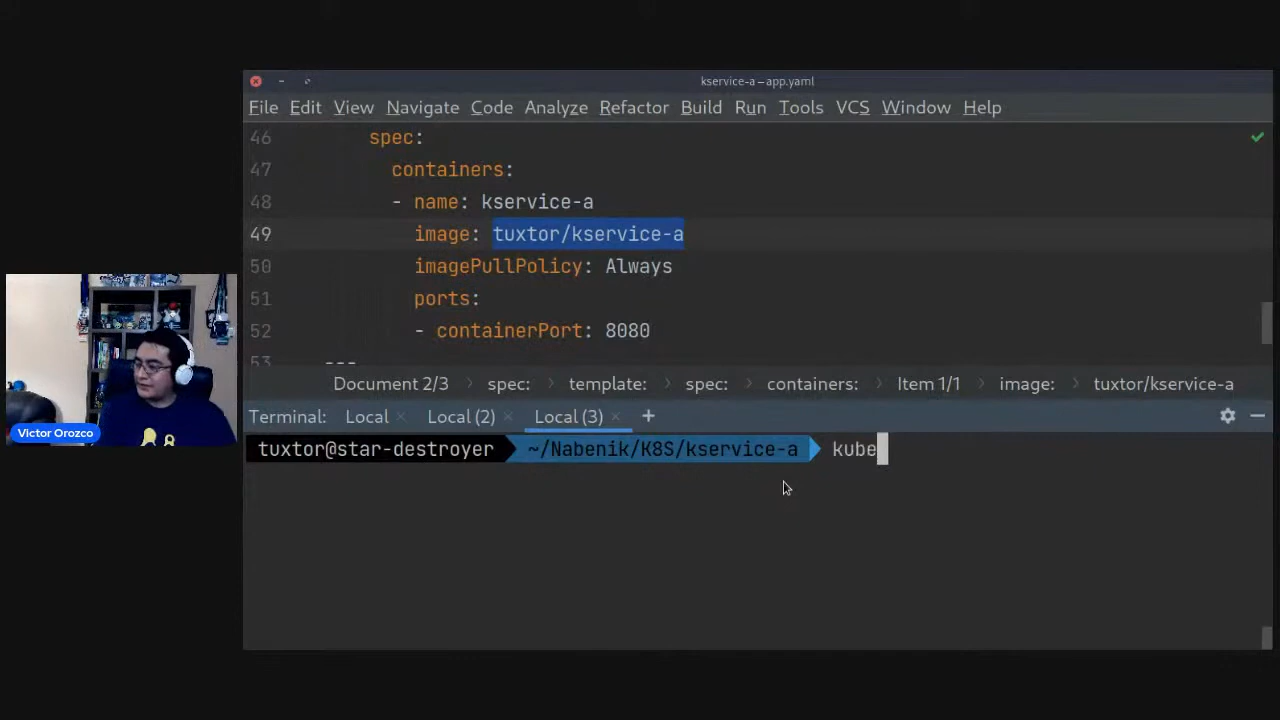 kservice-a – app.yaml
File Edit View Navigate Code Analyze Refactor Build Run Tools VCS Window Help
46 spec:
47 containers:
48 - name: kservice-a
49 image: tuxtor/kservice-a
50 imagePullPolicy: Always
51 ports:
52 - containerPort: 8080
53 ---
Document 2/3 spec: template: spec: containers: Item 1/1 image: tuxtor/kservice-a
Terminal: Local Local (2) Local (3) +
tuxtor@star-destroyer ~/Nabenik/K8S/kservice-a kube
Victor Orozco